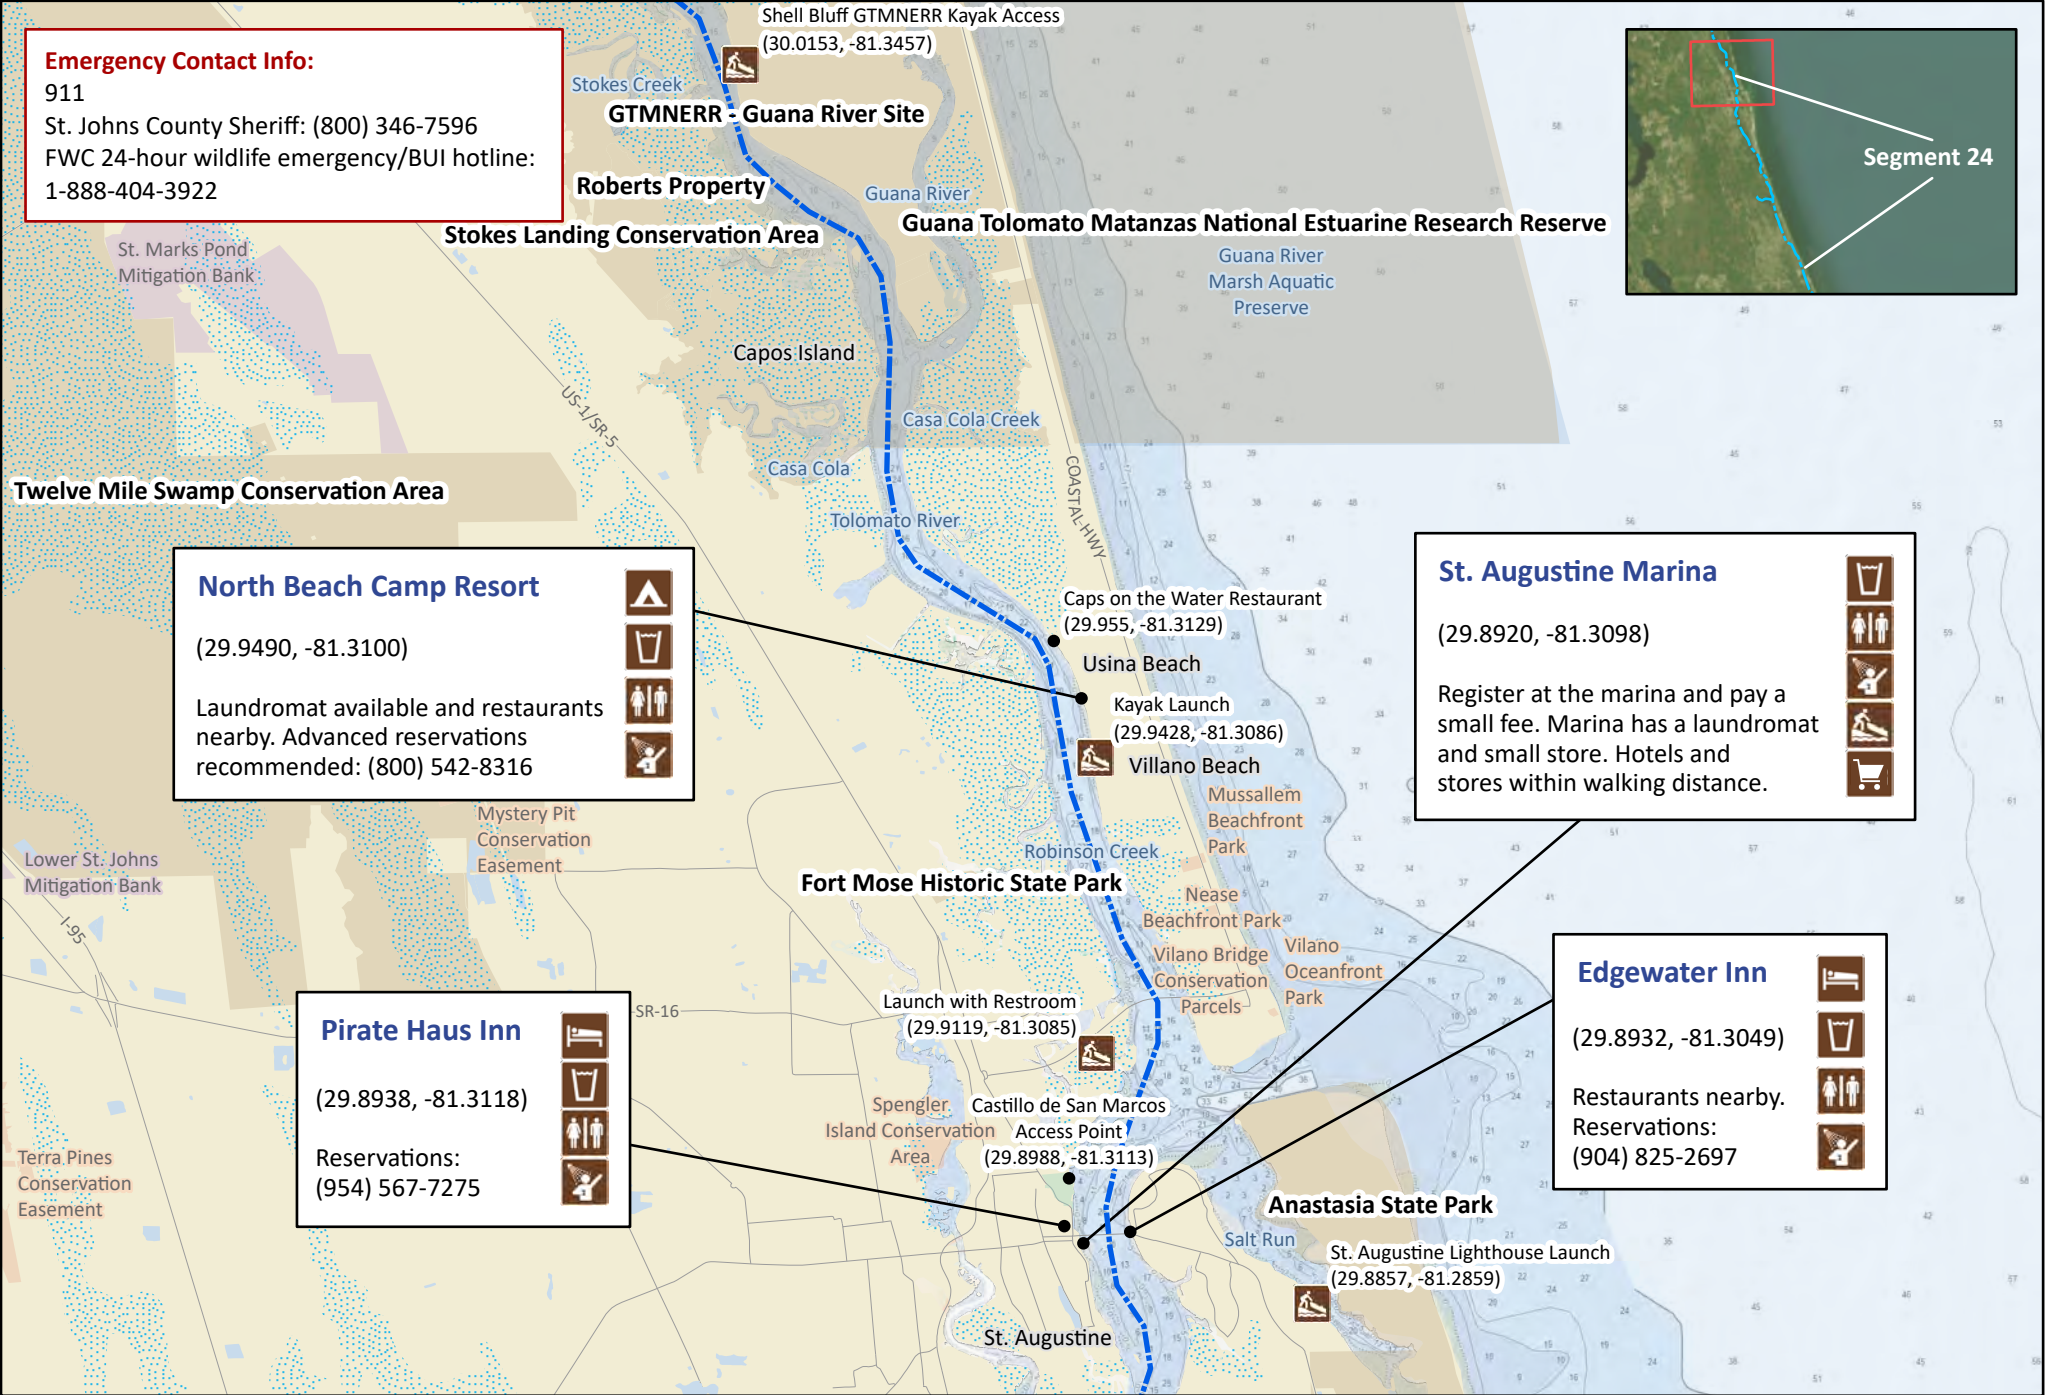 Shell Bluff GTMNERR Kayak Access
(30.0153, -81.3457)
Emergency Contact Info:
911
St. Johns County Sheriff: (800) 346-7596
FWC 24-hour wildlife emergency/BUI hotline:
1-888-404-3922
Stokes Creek
GTMNERR - Guana River Site
Roberts Property
Guana River
Stokes Landing Conservation Area
Guana Tolomato Matanzas National Estuarine Research Reserve
Guana River
Marsh Aquatic
Preserve
Segment 24
St. Marks Pond
Mitigation Bank
Capos Island
US-1/SR-5
Casa Cola Creek
Casa Cola
COASTAL HWY
Twelve Mile Swamp Conservation Area
Tolomato River
North Beach Camp Resort
(29.9490, -81.3100)
Laundromat available and restaurants
nearby. Advanced reservations
recommended: (800) 542-8316
Caps on the Water Restaurant
(29.955, -81.3129)
Usina Beach
Kayak Launch
(29.9428, -81.3086)
Villano Beach
St. Augustine Marina
(29.8920, -81.3098)
Register at the marina and pay a
small fee. Marina has a laundromat
and small store. Hotels and
stores within walking distance.
Mussallem
Beachfront
Park
Mystery Pit
Conservation
Easement
Lower St. Johns
Mitigation Bank
Robinson Creek
Fort Mose Historic State Park
Nease
Beachfront Park
I-95
Vilano Bridge
Conservation
Parcels
Vilano
Oceanfront
Park
Launch with Restroom
(29.9119, -81.3085)
SR-16
Pirate Haus Inn
(29.8938, -81.3118)
Reservations:
(954) 567-7275
Edgewater Inn
(29.8932, -81.3049)
Restaurants nearby.
Reservations:
(904) 825-2697
Spengler
Island Conservation
Area
Castillo de San Marcos
Access Point
(29.8988, -81.3113)
Terra Pines
Conservation
Easement
Anastasia State Park
Salt Run
St. Augustine Lighthouse Launch
(29.8857, -81.2859)
St. Augustine